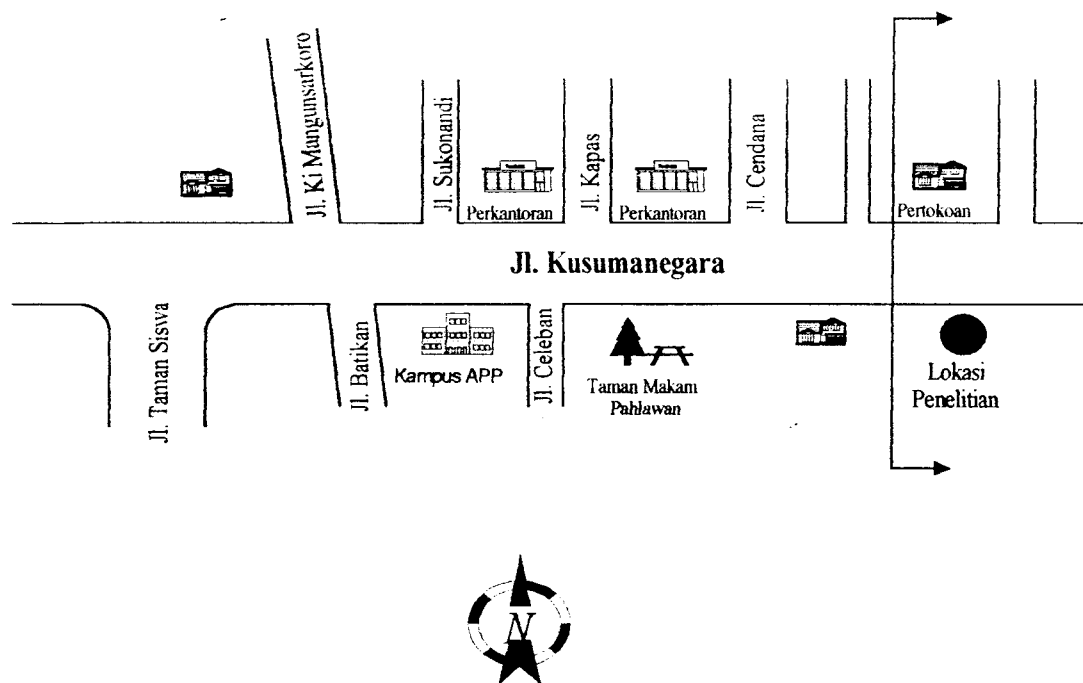 Jl. Ki Mangunsarkoro
Jl. Sukonandi
Jl. Kapas
Jl. Cendana
Perkantoran
Perkantoran
Pertokoan
Jl. Kusumanegara
Jl. Taman Siswa
Jl. Batikan
Kampus APP
Jl. Celeban
Taman Makam
Pahlawan
Lokasi
Penelitian
N